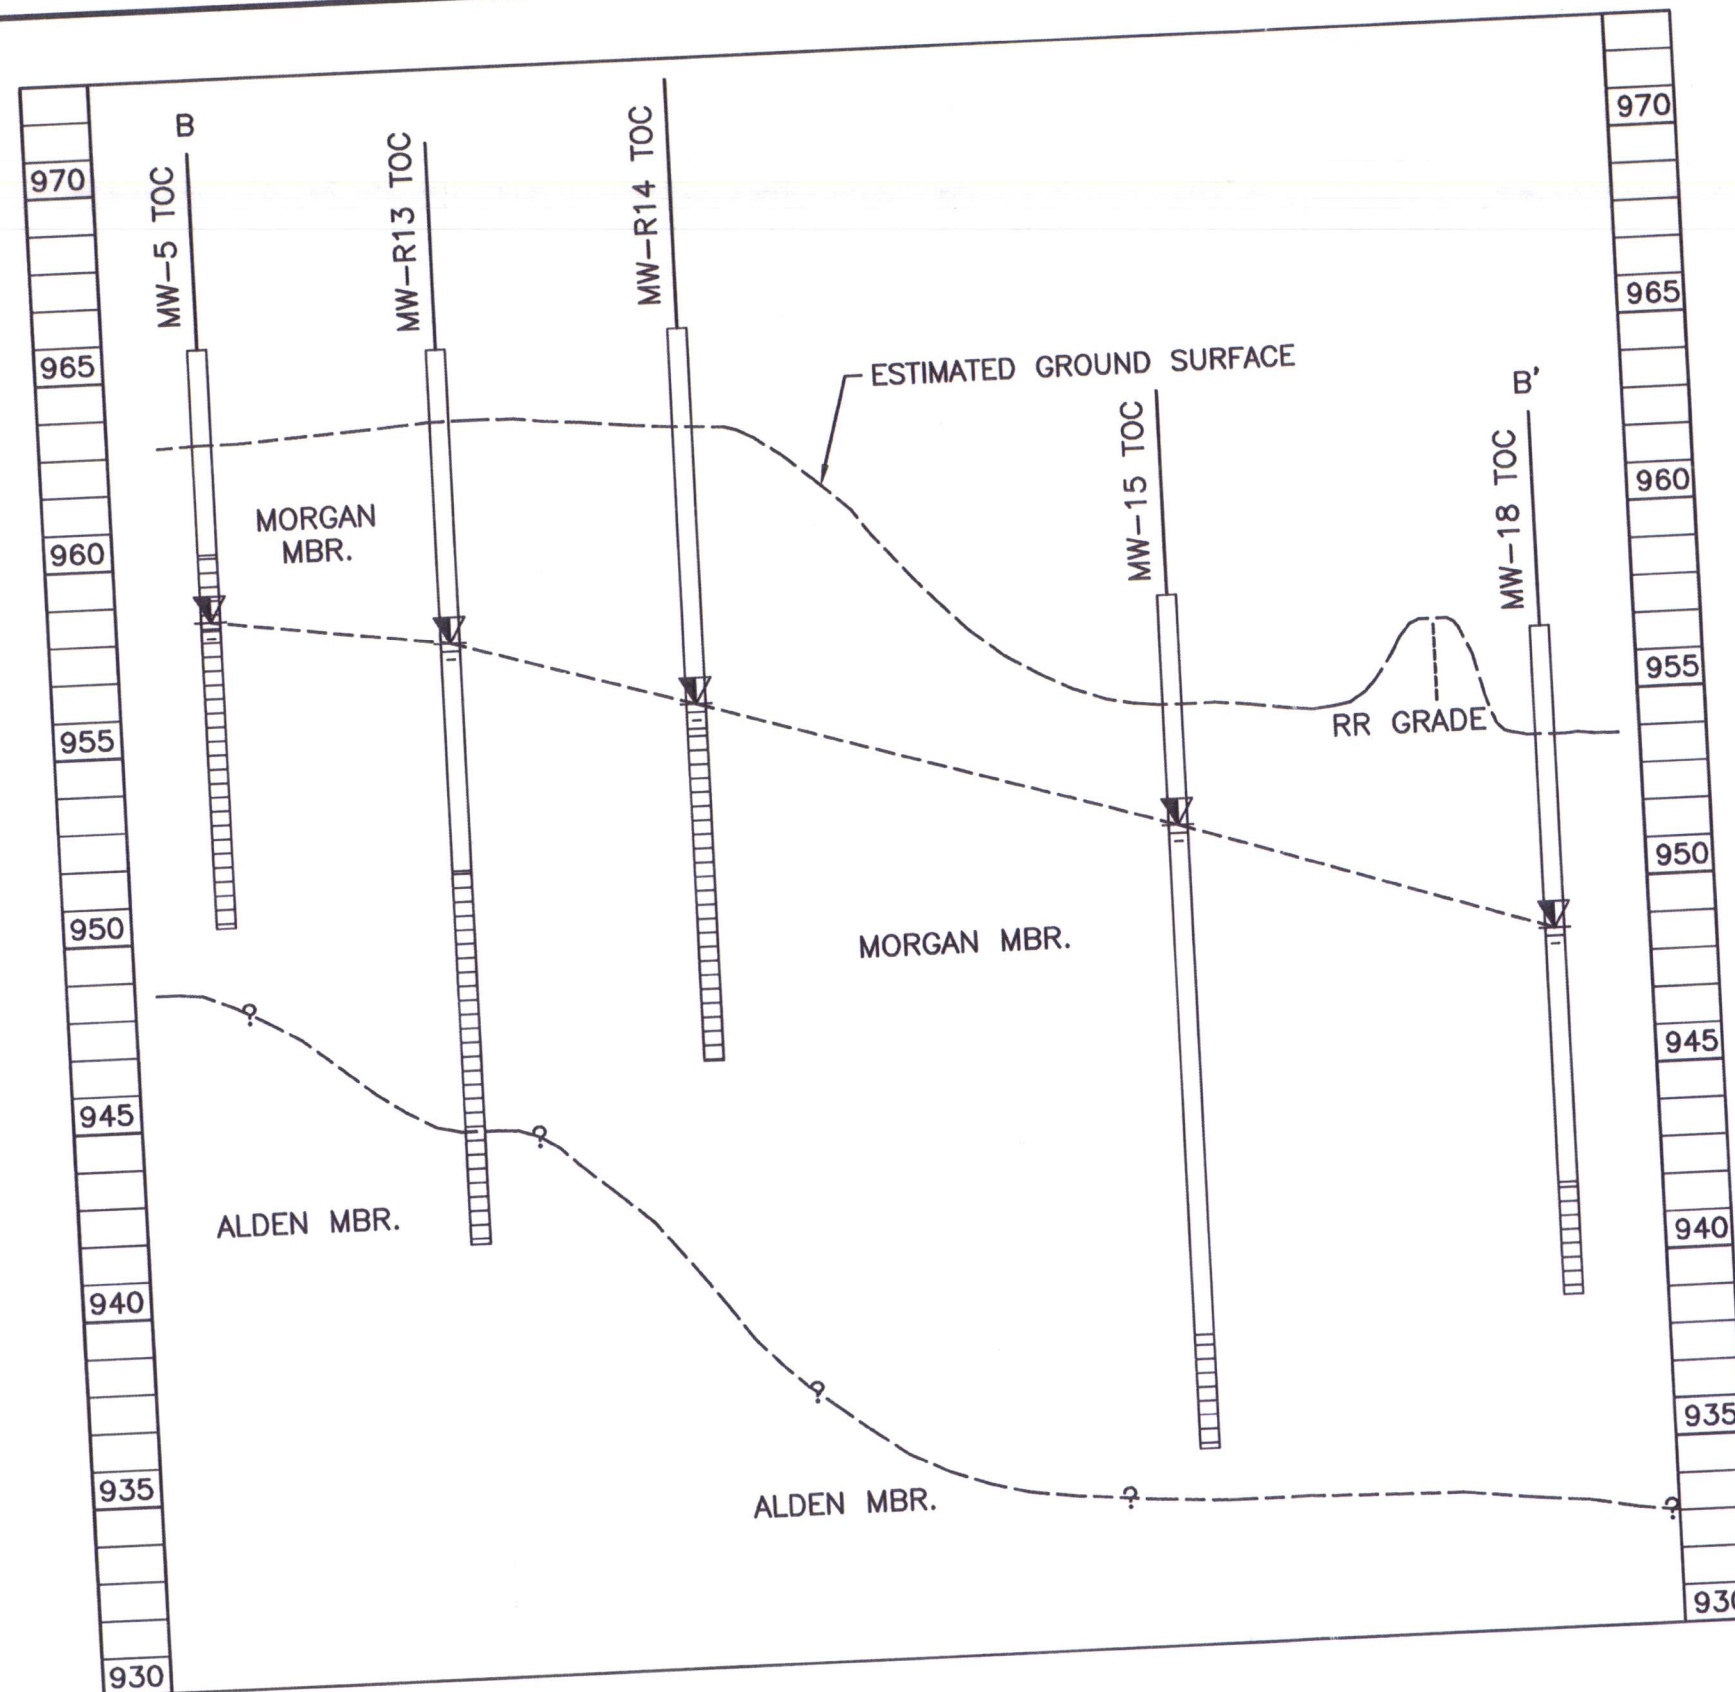 970
965
960
955
950
945
940
935
930
B
MW-5 TOC
MW-R13 TOC
MW-R14 TOC
ESTIMATED GROUND SURFACE
MW-15 TOC
B'
MW-18 TOC
MORGAN
MBR.
RR GRADE
MORGAN MBR.
ALDEN MBR.
ALDEN MBR.
?
?
?
?
?
970
965
960
955
950
945
940
935
930